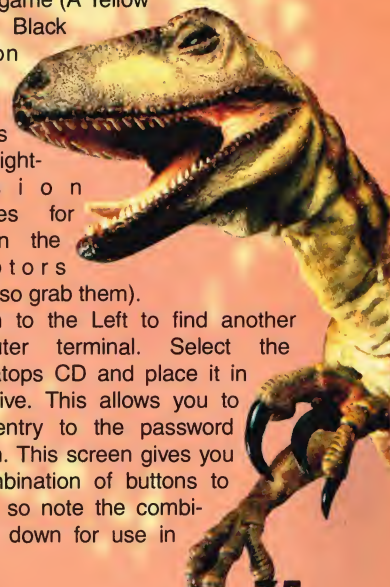 game (A Yellow
Black
on
s
ight-
s i o n
es for
n the
t o r s
so grab them).
to the Left to find another
uter terminal. Select the
atops CD and place it in
ive. This allows you to
entry to the password
n. This screen gives you
mbination of buttons to
so note the combi-
down for use in